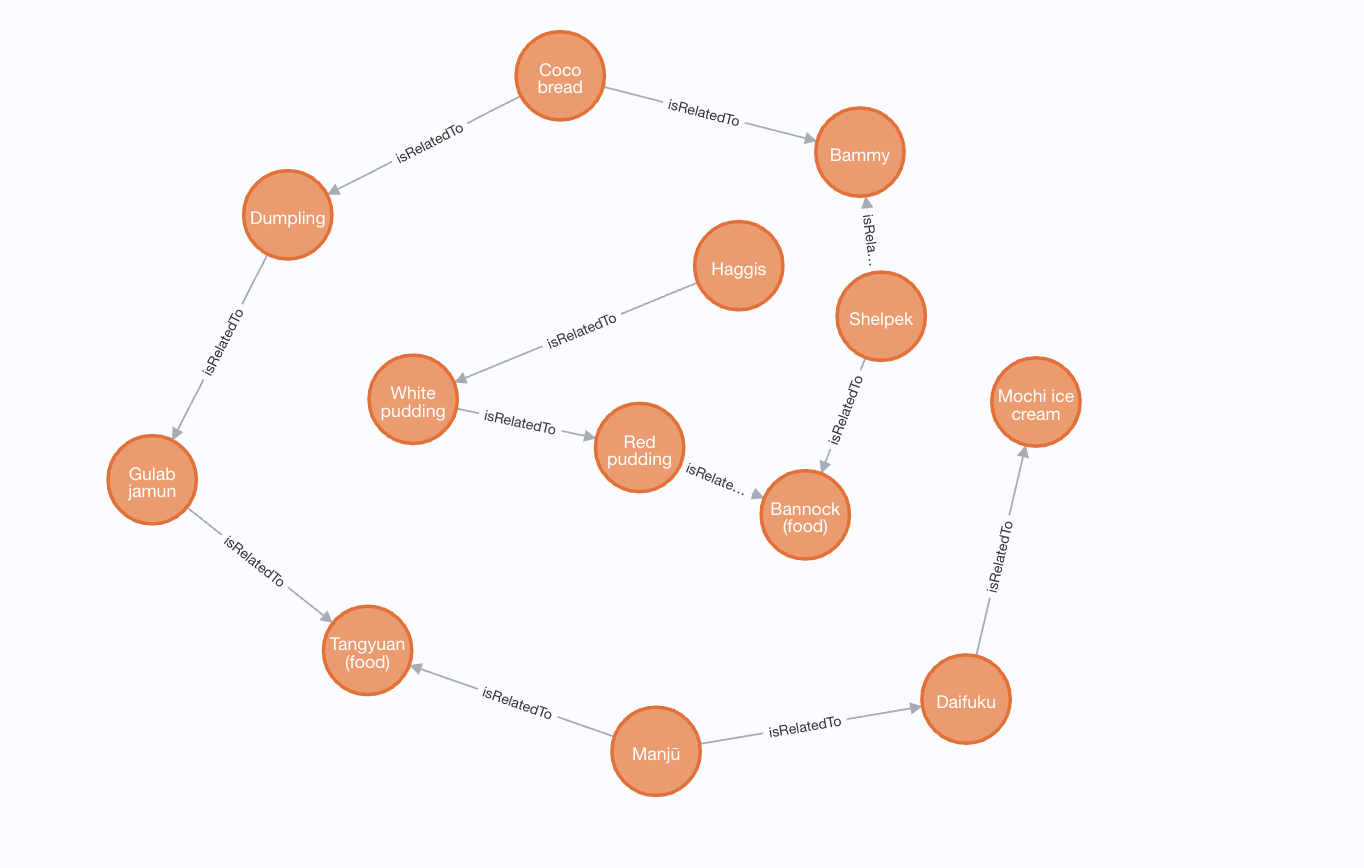 Coco
bread
isRelatedTo
isRelatedTo
Bammy
Dumpling
isRela...
Haggis
Shelpek
isRelatedTo
isRelatedTo
White
pudding
isRelatedTo
isRelatedTo
Mochi ice
cream
Red
pudding
isRelate...
Gulab
jamun
Bannock
(food)
isRelatedTo
isRelatedTo
Tangyuan
(food)
isRelatedTo
Daifuku
isRelatedTo
Manjū